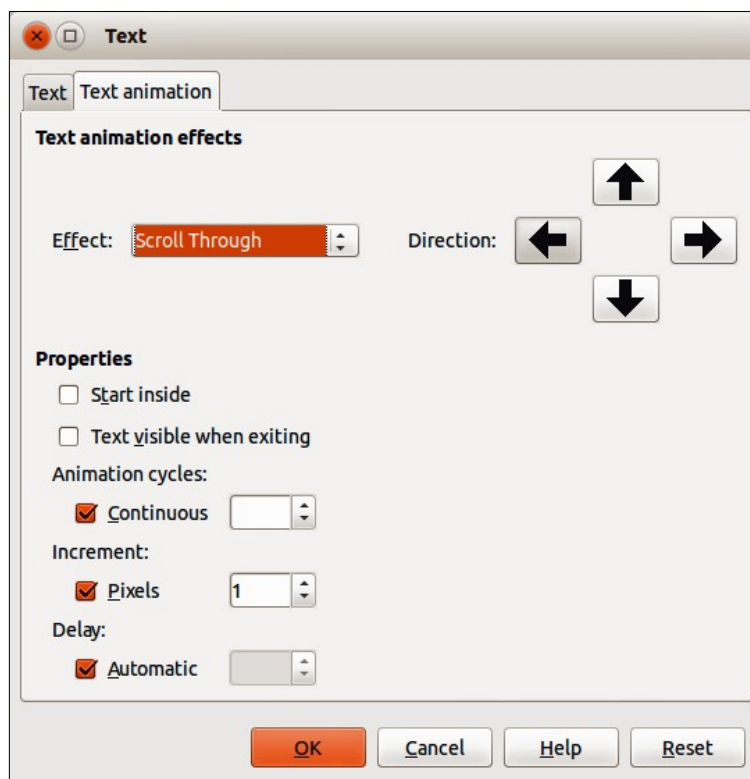 Text
Text Text animation
Text animation effects
Effect: Scroll Through Direction:
Properties
Start inside
Text visible when exiting
Animation cycles:
Continuous
Increment:
Pixels 1
Delay:
Automatic
OK Cancel Help Reset